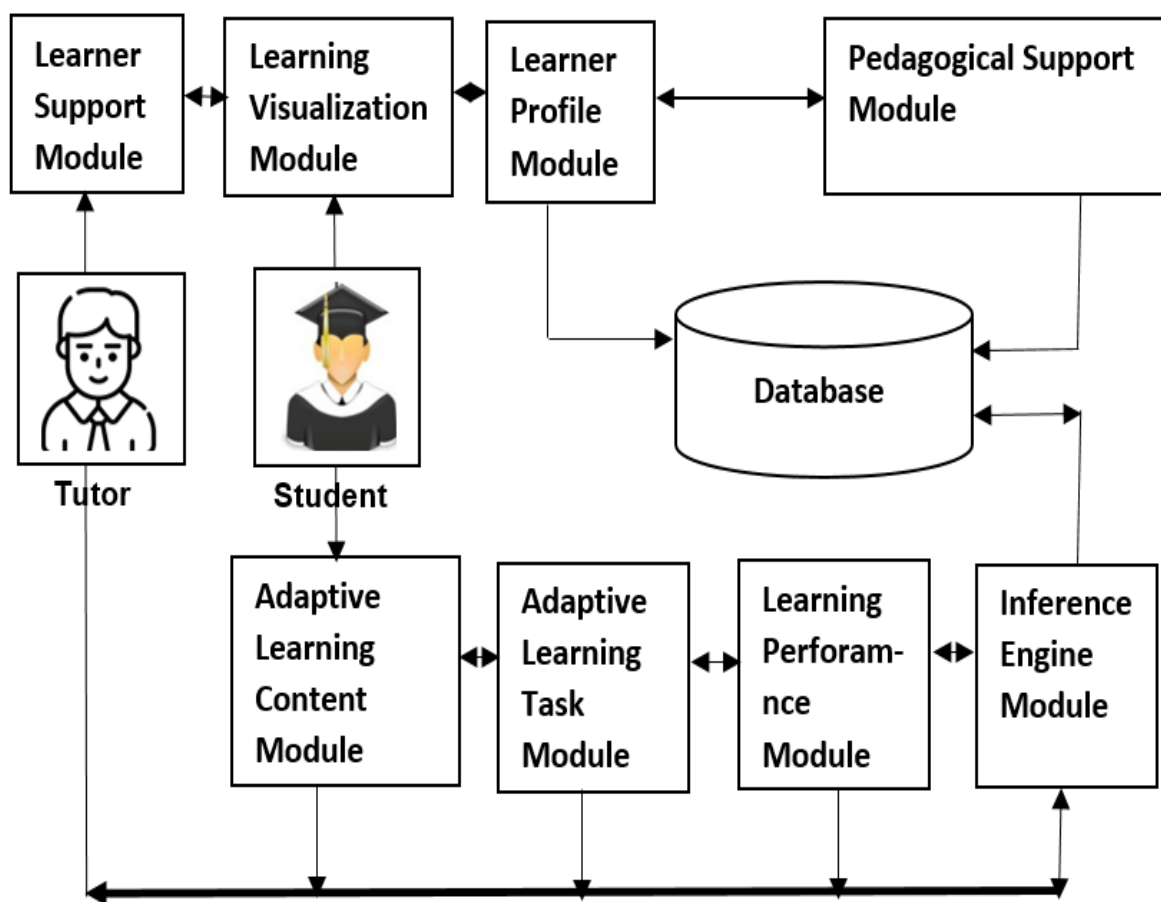 Learner
Support
Module
Learning
Visualization
Module
Learner
Profile
Module
Pedagogical Support
Module
Tutor
Student
Database
Adaptive
Learning
Content
Module
Adaptive
Learning
Task
Module
Learning
Perforam-
nce
Module
Inference
Engine
Module